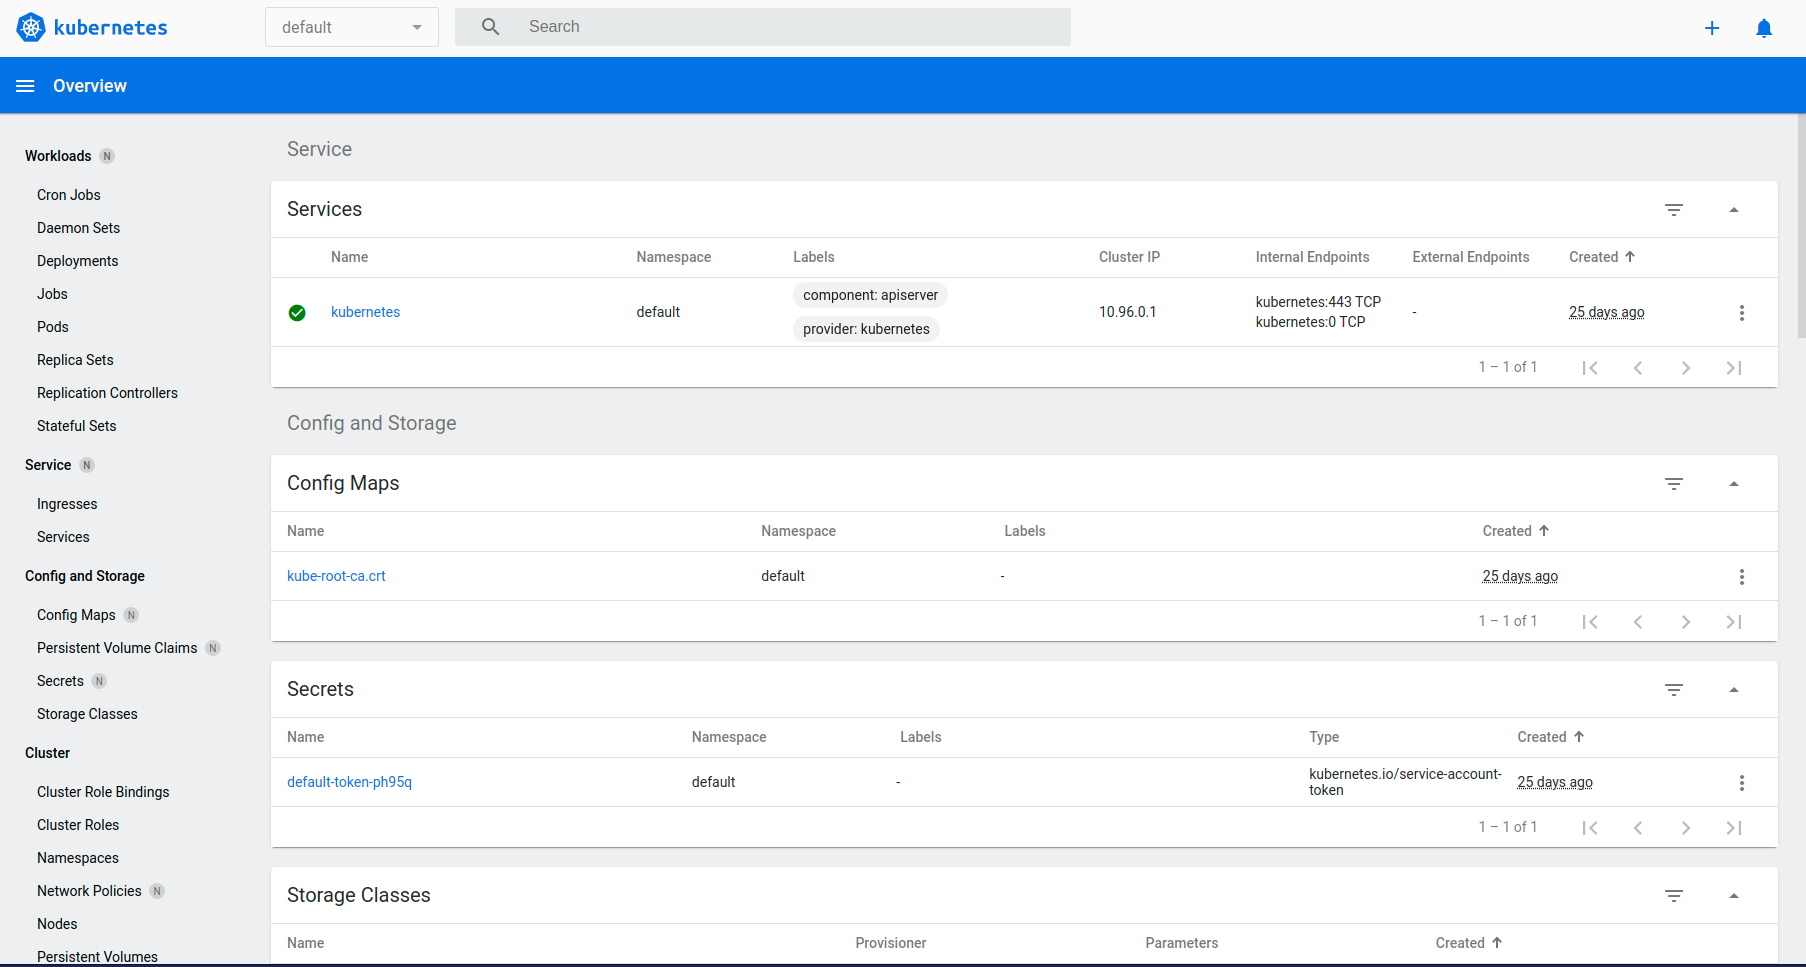 kubernetes
default
Search
Overview
Workloads N
Cron Jobs
Daemon Sets
Deployments
Jobs
Pods
Replica Sets
Replication Controllers
Stateful Sets
Service N
Ingresses
Services
Config and Storage
Config Maps N
Persistent Volume Claims N
Secrets N
Storage Classes
Cluster
Cluster Role Bindings
Cluster Roles
Namespaces
Network Policies N
Nodes
Persistent Volumes
Service
Services
Name Namespace Labels Cluster IP Internal Endpoints External Endpoints Created
kubernetes default component: apiserver provider: kubernetes 10.96.0.1 kubernetes:443 TCP kubernetes:0 TCP - 25 days ago
1 – 1 of 1
Config and Storage
Config Maps
Name Namespace Labels Created
kube-root-ca.crt default - 25 days ago
1 – 1 of 1
Secrets
Name Namespace Labels Type Created
default-token-ph95q default - kubernetes.io/service-account-token 25 days ago
1 – 1 of 1
Storage Classes
Name Provisioner Parameters Created